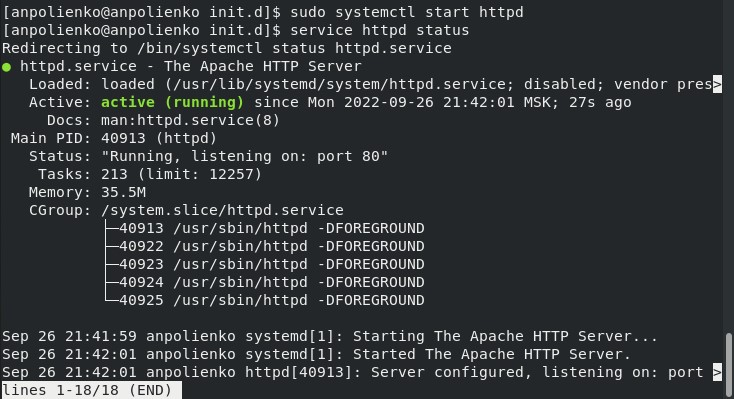 [anpolienko@anpolienko init.d]$ sudo systemctl start httpd
[anpolienko@anpolienko init.d]$ service httpd status
Redirecting to /bin/systemctl status httpd.service
● httpd.service - The Apache HTTP Server
   Loaded: loaded (/usr/lib/systemd/system/httpd.service; disabled; vendor pres>
   Active: active (running) since Mon 2022-09-26 21:42:01 MSK; 27s ago
     Docs: man:httpd.service(8)
 Main PID: 40913 (httpd)
   Status: "Running, listening on: port 80"
    Tasks: 213 (limit: 12257)
   Memory: 35.5M
   CGroup: /system.slice/httpd.service
           ├─40913 /usr/sbin/httpd -DFOREGROUND
           ├─40922 /usr/sbin/httpd -DFOREGROUND
           ├─40923 /usr/sbin/httpd -DFOREGROUND
           ├─40924 /usr/sbin/httpd -DFOREGROUND
           └─40925 /usr/sbin/httpd -DFOREGROUND

Sep 26 21:41:59 anpolienko systemd[1]: Starting The Apache HTTP Server...
Sep 26 21:42:01 anpolienko systemd[1]: Started The Apache HTTP Server.
Sep 26 21:42:01 anpolienko httpd[40913]: Server configured, listening on: port >
lines 1-18/18 (END)